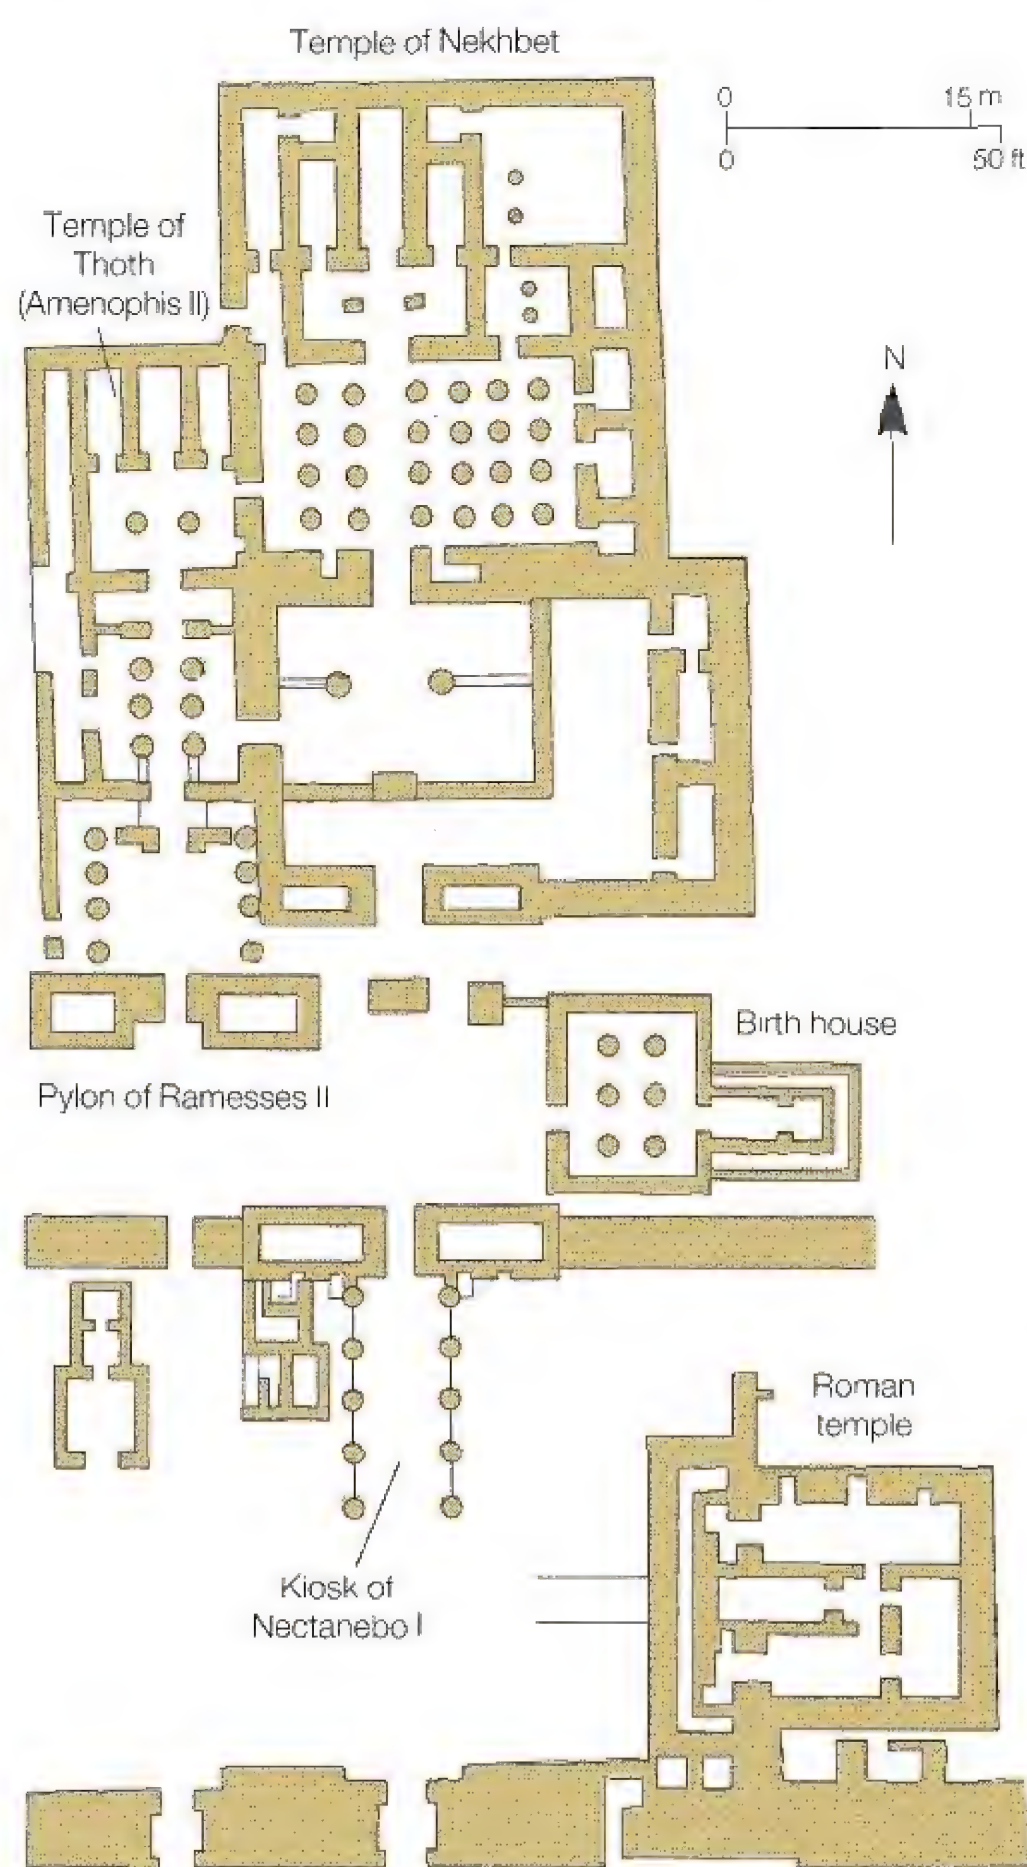 Temple of Nekhbet
0 15 m
0 50 ft
Temple of
Thoth
(Amenophis II)
N
Birth house
Pylon of Ramesses II
Roman
temple
Kiosk of
Nectanebo I